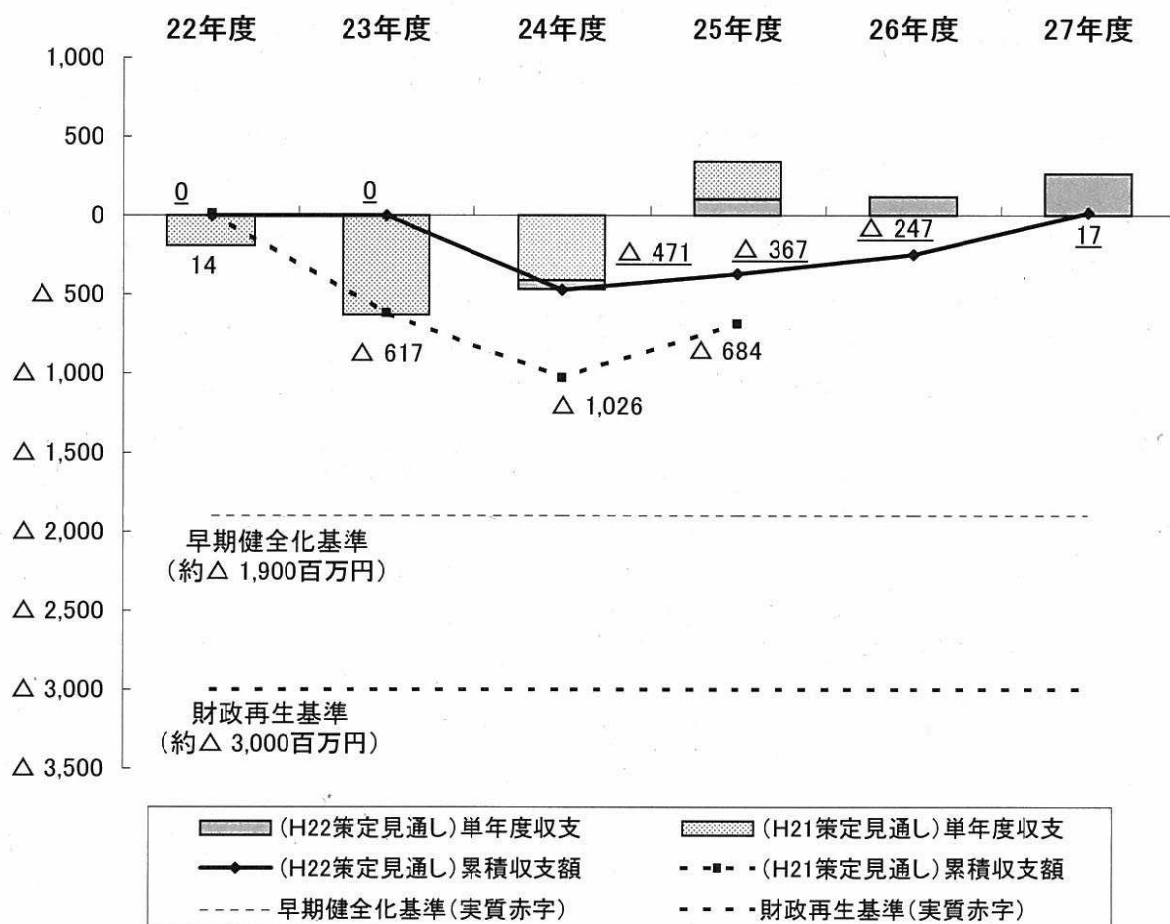 22年度 23年度 24年度 25年度 26年度 27年度
1,000
500
0
△ 500
△ 1,000
△ 1,500
△ 2,000
△ 2,500
△ 3,000
△ 3,500
0
0
14
△ 471
△ 367
△ 247
17
△ 617
△ 684
△ 1,026
早期健全化基準
(約△ 1,900百万円)
財政再生基準
(約△ 3,000百万円)
(H22策定見通し)単年度収支
(H21策定見通し)単年度収支
(H22策定見通し)累積収支額
(H21策定見通し)累積収支額
早期健全化基準(実質赤字)
財政再生基準(実質赤字)